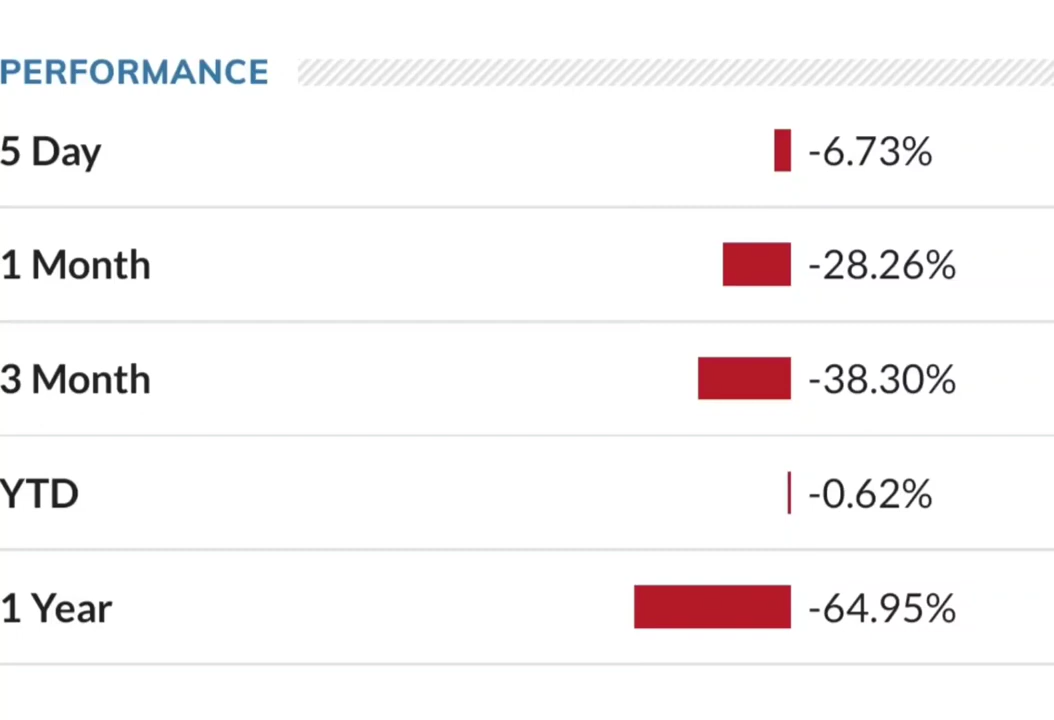 PERFORMANCE
5 Day -6.73%
1 Month -28.26%
3 Month -38.30%
YTD -0.62%
1 Year -64.95%